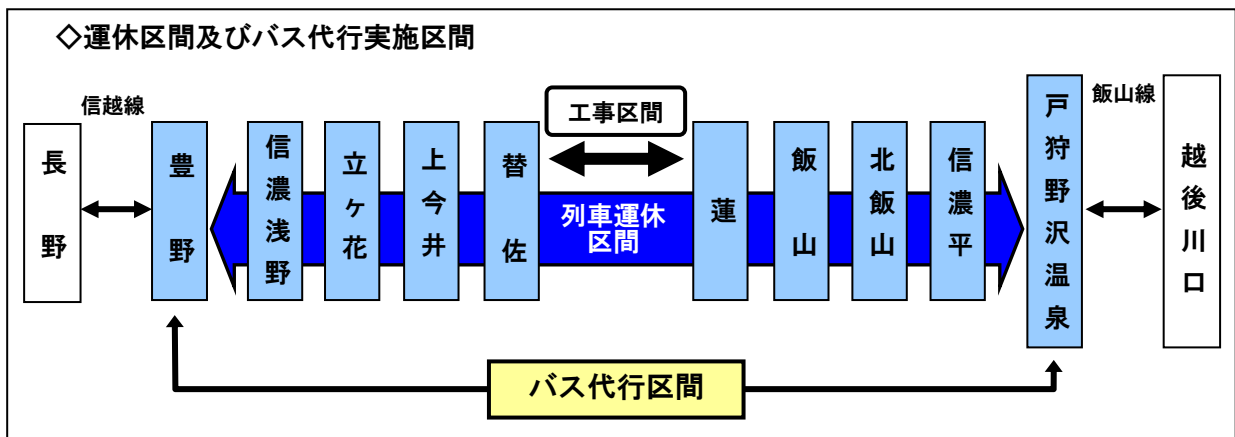 ◇運休区間及びバス代行実施区間
信越線
工事区間
飯山線
長野
豊野
信濃浅野
立ヶ花
上今井
替佐
列車運休
区間
蓮
飯山
北飯山
信濃平
戸狩野沢温泉
越後川口
バス代行区間